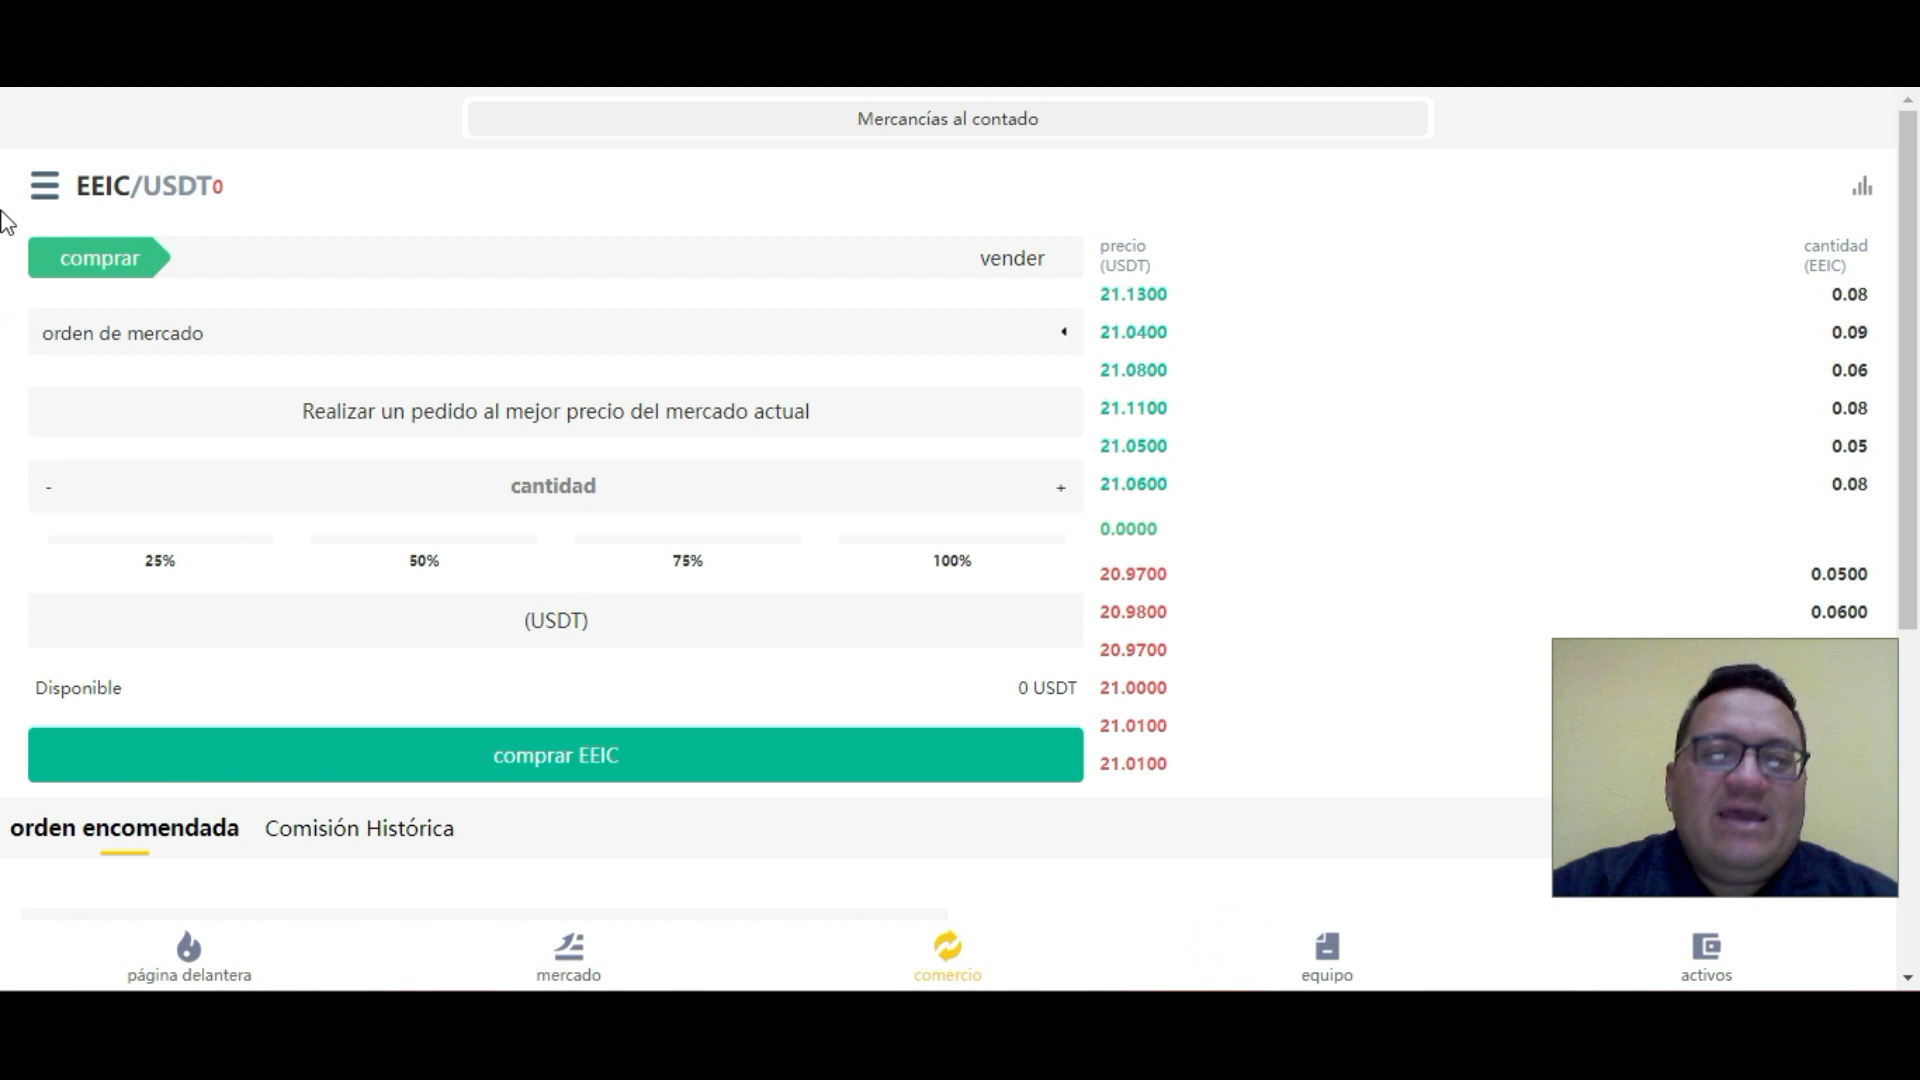 Mercancías al contado
EEIC/USDT0
comprar
vender
orden de mercado
Realizar un pedido al mejor precio del mercado actual
- cantidad +
25% 50% 75% 100%
(USDT)
Disponible 0 USDT
comprar EEIC
precio
(USDT)
cantidad
(EEIC)
21.1300 0.08
21.0400 0.09
21.0800 0.06
21.1100 0.08
21.0500 0.05
21.0600 0.08
0.0000
20.9700 0.0500
20.9800 0.0600
20.9700
21.0000
21.0100
21.0100
orden encomendada Comisión Histórica
página delantera mercado comercio equipo activos